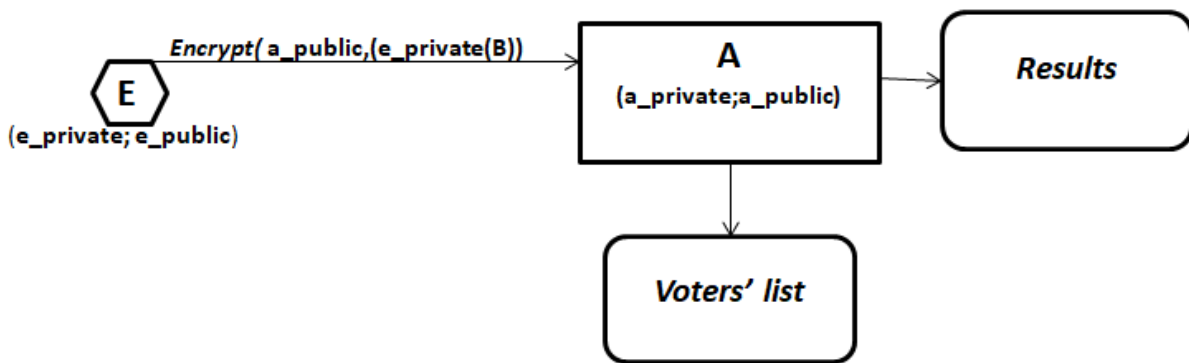 Encrypt( a_public,(e_private(B))
E
(e_private; e_public)
A
(a_private;a_public)
Results
Voters’ list